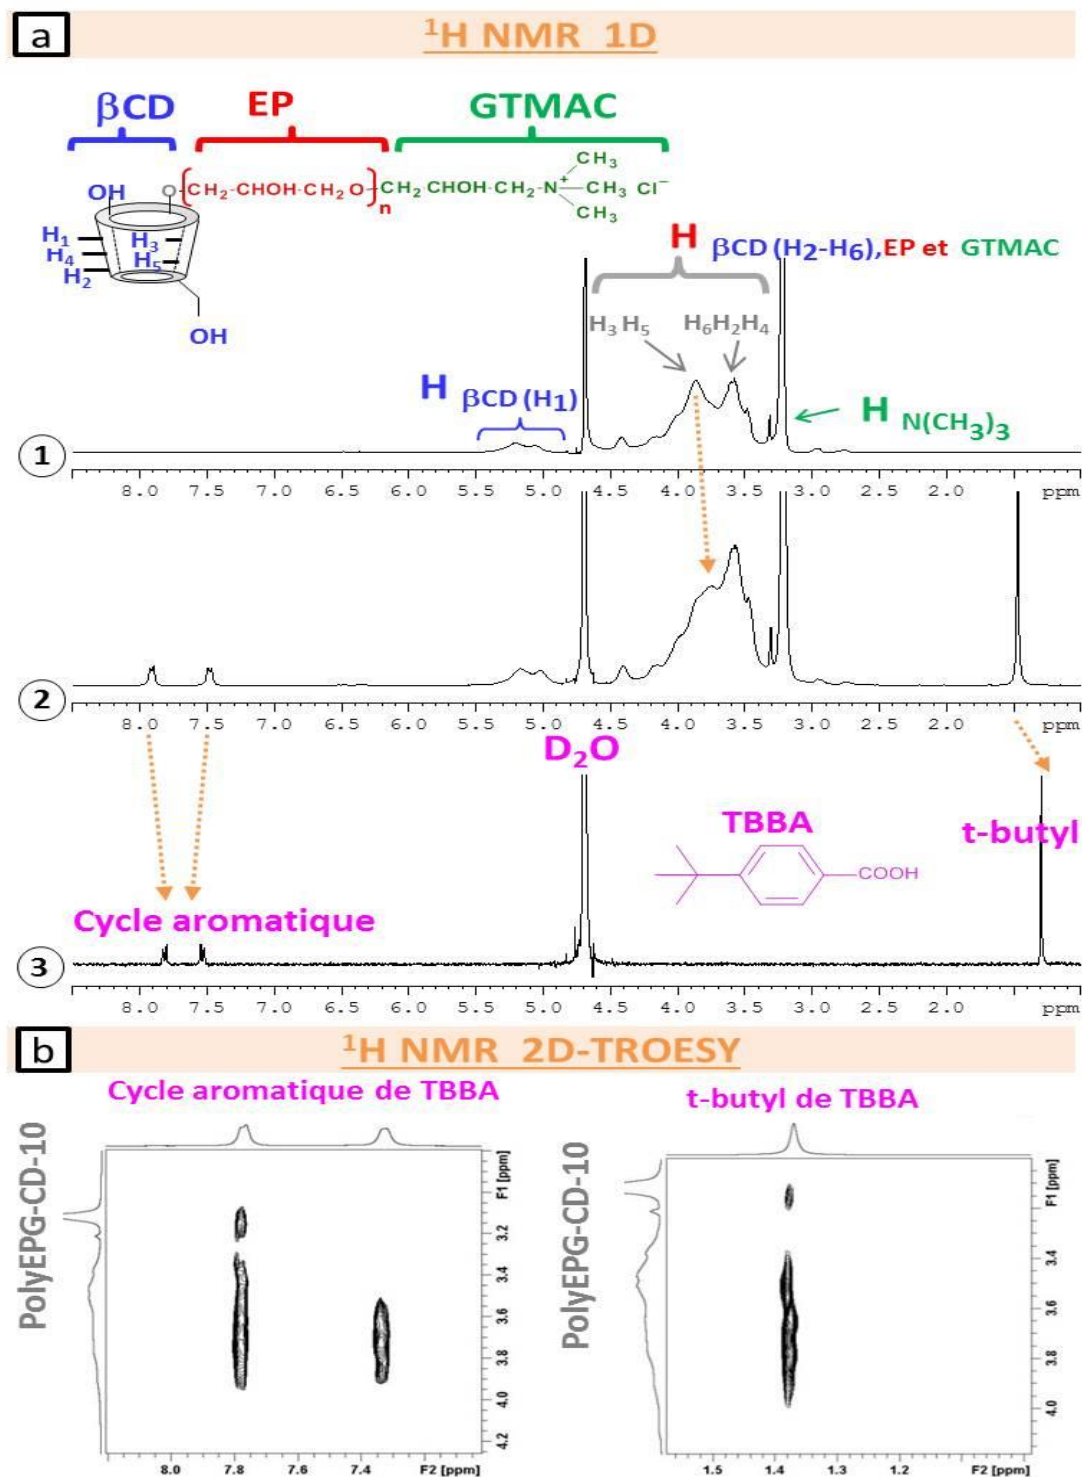 a
¹H NMR 1D
βCD EP GTMAC
CH₃
OH O (CH₂-CHOH-CH₂ O)n CH₂-CHOH-CH₂-N⁺-CH₃ Cl⁻
CH₃
H₁ H₃
H₄ H₅
H₂
OH
H βCD (H₂-H₆),EP et GTMAC
H₃ H₅ H₆H₂H₄
H βCD (H₁)
H N(CH₃)₃
1
8.0 7.5 7.0 6.5 6.0 5.5 5.0 4.5 4.0 3.5 3.0 2.5 2.0 ppm
2
8.0 7.5 7.0 6.5 6.0 5.5 5.0 4.5 4.0 3.5 3.0 2.5 2.0 ppm
D₂O
TBBA
t-butyl
COOH
Cycle aromatique
3
8.0 7.5 7.0 6.5 6.0 5.5 5.0 4.5 4.0 3.5 3.0 2.5 2.0 ppm
b
¹H NMR 2D-TROESY
Cycle aromatique de TBBA
PolyEPG-CD-10
F1 [ppm]
3.2
3.4
3.6
3.8
4.0
4.2
8.0 7.8 7.6 7.4 F2 [ppm]
t-butyl de TBBA
PolyEPG-CD-10
F1 [ppm]
3.4
3.6
3.8
4.0
1.5 1.4 1.3 1.2 F2 [ppm]